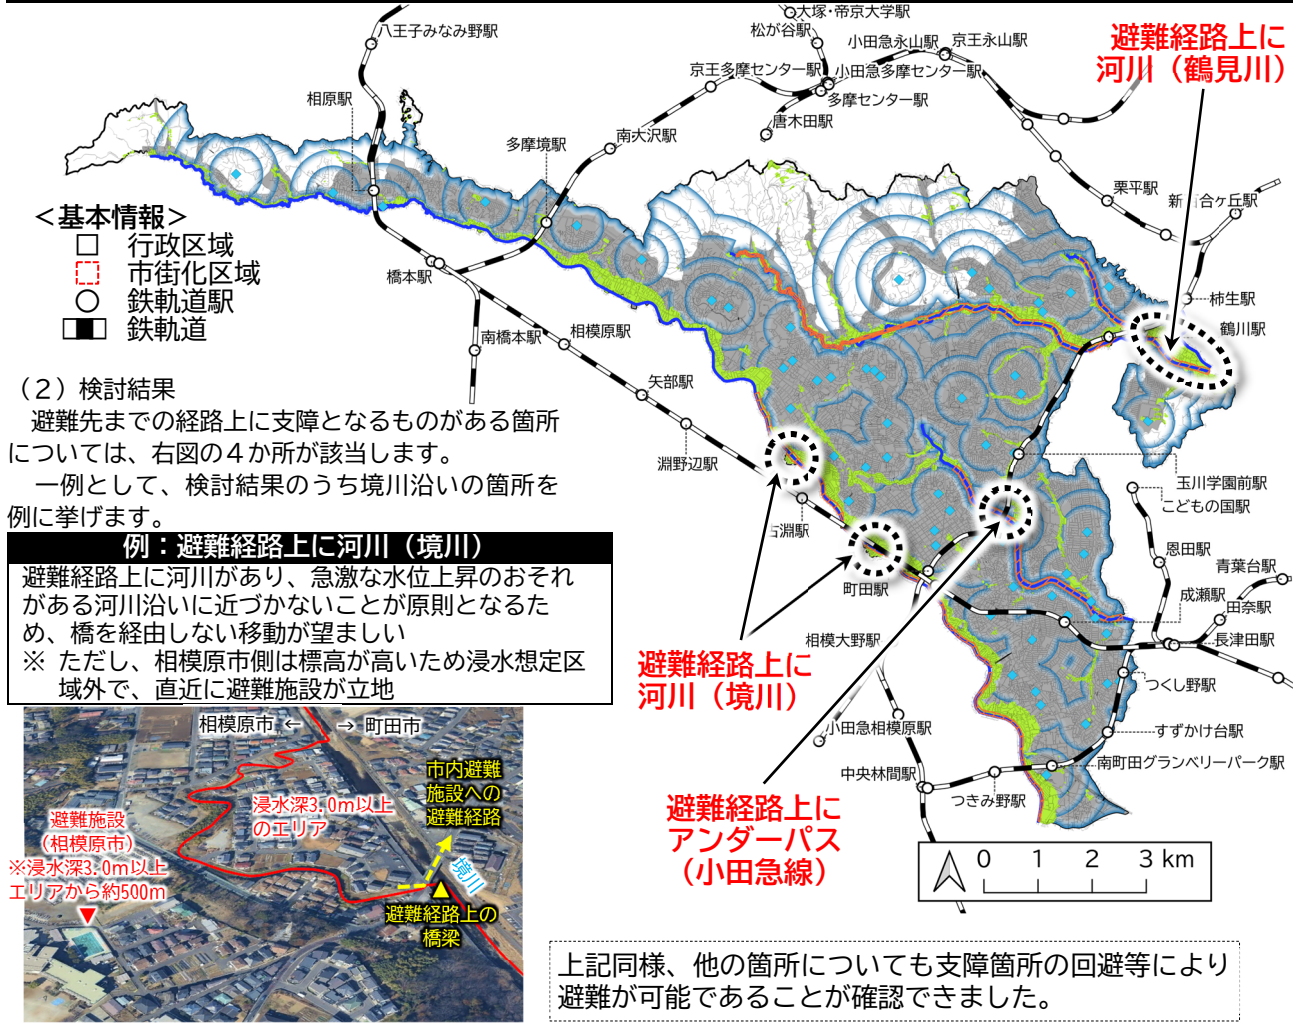 八王子みなみ野駅
大塚・帝京大学駅
松が谷駅
小田急永山駅
京王永山駅
避難経路上に
河川（鶴見川）
京王多摩センター駅
小田急多摩センター駅
多摩センター駅
相原駅
唐木田駅
南大沢駅
多摩境駅
栗平駅
＜基本情報＞
行政区域
市街化区域
鉄軌道駅
鉄軌道
橋本駅
柿生駅
鶴川駅
南橋本駅
相模原駅
（２）検討結果
避難先までの経路上に支障となるものがある箇所
については、右図の４か所が該当します。
一例として、検討結果のうち境川沿いの箇所を
例に挙げます。
矢部駅
淵野辺駅
玉川学園前駅
こどもの国駅
恩田駅
青葉台駅
町田駅
成瀬駅
田奈駅
長津田駅
相模大野駅
つくし野駅
例：避難経路上に河川（境川）
避難経路上に河川があり、急激な水位上昇のおそれ
がある河川沿いに近づかないことが原則となるた
め、橋を経由しない移動が望ましい
※ ただし、相模原市側は標高が高いため浸水想定区
域外で、直近に避難施設が立地
避難経路上に
河川（境川）
小田急相模原駅
すずかけ台駅
南町田グランベリーパーク駅
中央林間駅
つきみ野駅
避難経路上に
アンダーパス
（小田急線）
0 1 2 3 km
相模原市 ← → 町田市
市内避難
施設への
避難経路
浸水深3.0m以上
のエリア
避難施設
（相模原市）
※浸水深3.0m以上
エリアから約500m
境川
避難経路上の
橋梁
上記同様、他の箇所についても支障箇所の回避等により
避難が可能であることが確認できました。